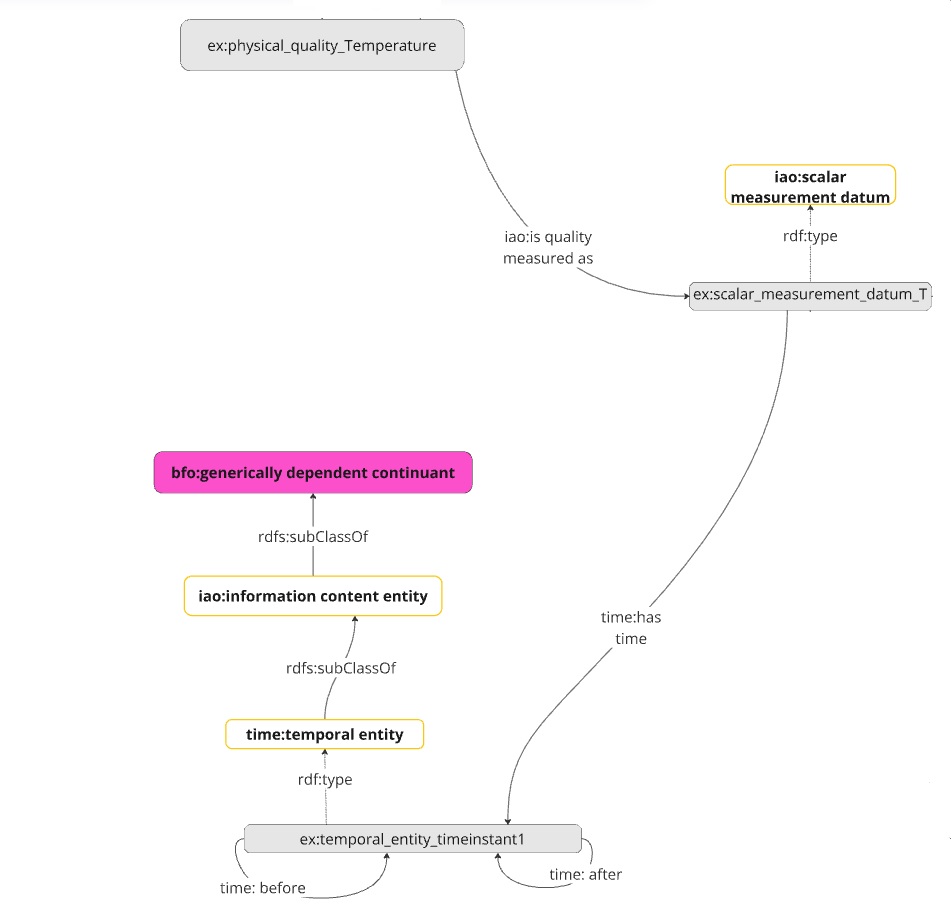 ex:physical_quality_Temperature
iao:scalar
measurement datum
iao:is quality
measured as
rdf:type
ex:scalar_measurement_datum_T
bfo:generically dependent continuant
rdfs:subClassOf
iao:information content entity
time:has
time
rdfs:subClassOf
time:temporal entity
rdf:type
ex:temporal_entity_timeinstant1
time: before
time: after